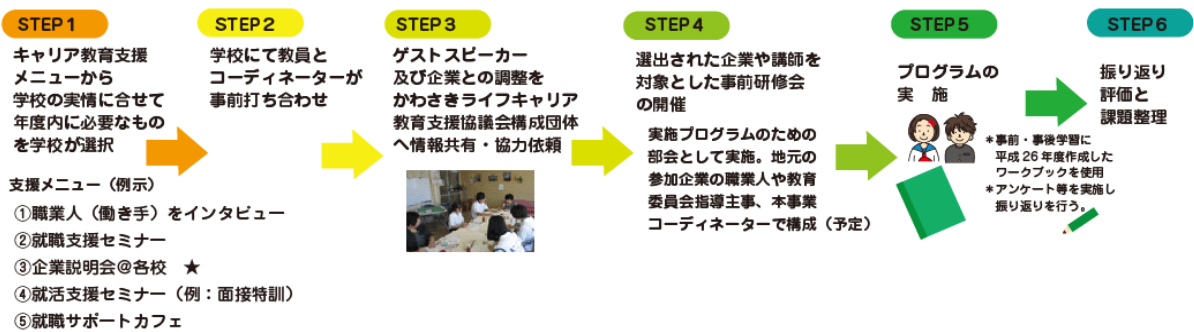 STEP1
キャリア教育支援
メニューから
学校の実情に合せて
年度内に必要なもの
を学校が選択
支援メニュー（例示）
①職業人（働き手）をインタビュー
②就職支援セミナー
③企業説明会＠各校　★
④就活支援セミナー（例：面接特訓）
⑤就職サポートカフェ
STEP2
学校にて教員と
コーディネーターが
事前打ち合わせ
STEP3
ゲストスピーカー
及び企業との調整を
かわさきライフキャリア
教育支援協議会構成団体
へ情報共有・協力依頼
STEP4
選出された企業や講師を
対象とした事前研修会
の開催
実施プログラムのための
部会として実施。地元の
参加企業の職業人や教育
委員会指導主事、本事業
コーディネーターで構成（予定）
STEP5
プログラムの
実　施
＊事前・事後学習に
平成26年度作成した
ワークブックを使用
＊アンケート等を実施し
振り返りを行う。
STEP6
振り返り
評価と
課題整理